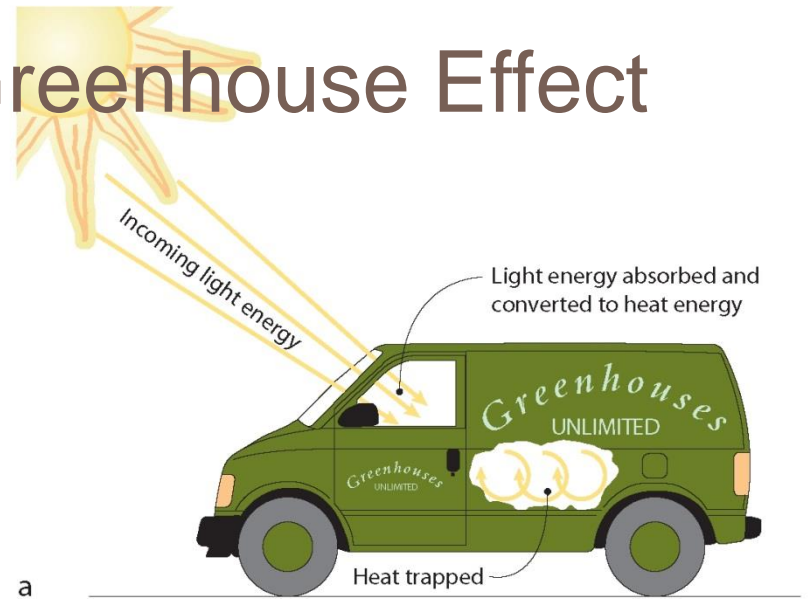 reenhouse Effect
Incoming light energy
Light energy absorbed and
converted to heat energy
Greenhouses
UNLIMITED
Greenhouses
UNLIMITED
Heat trapped
a